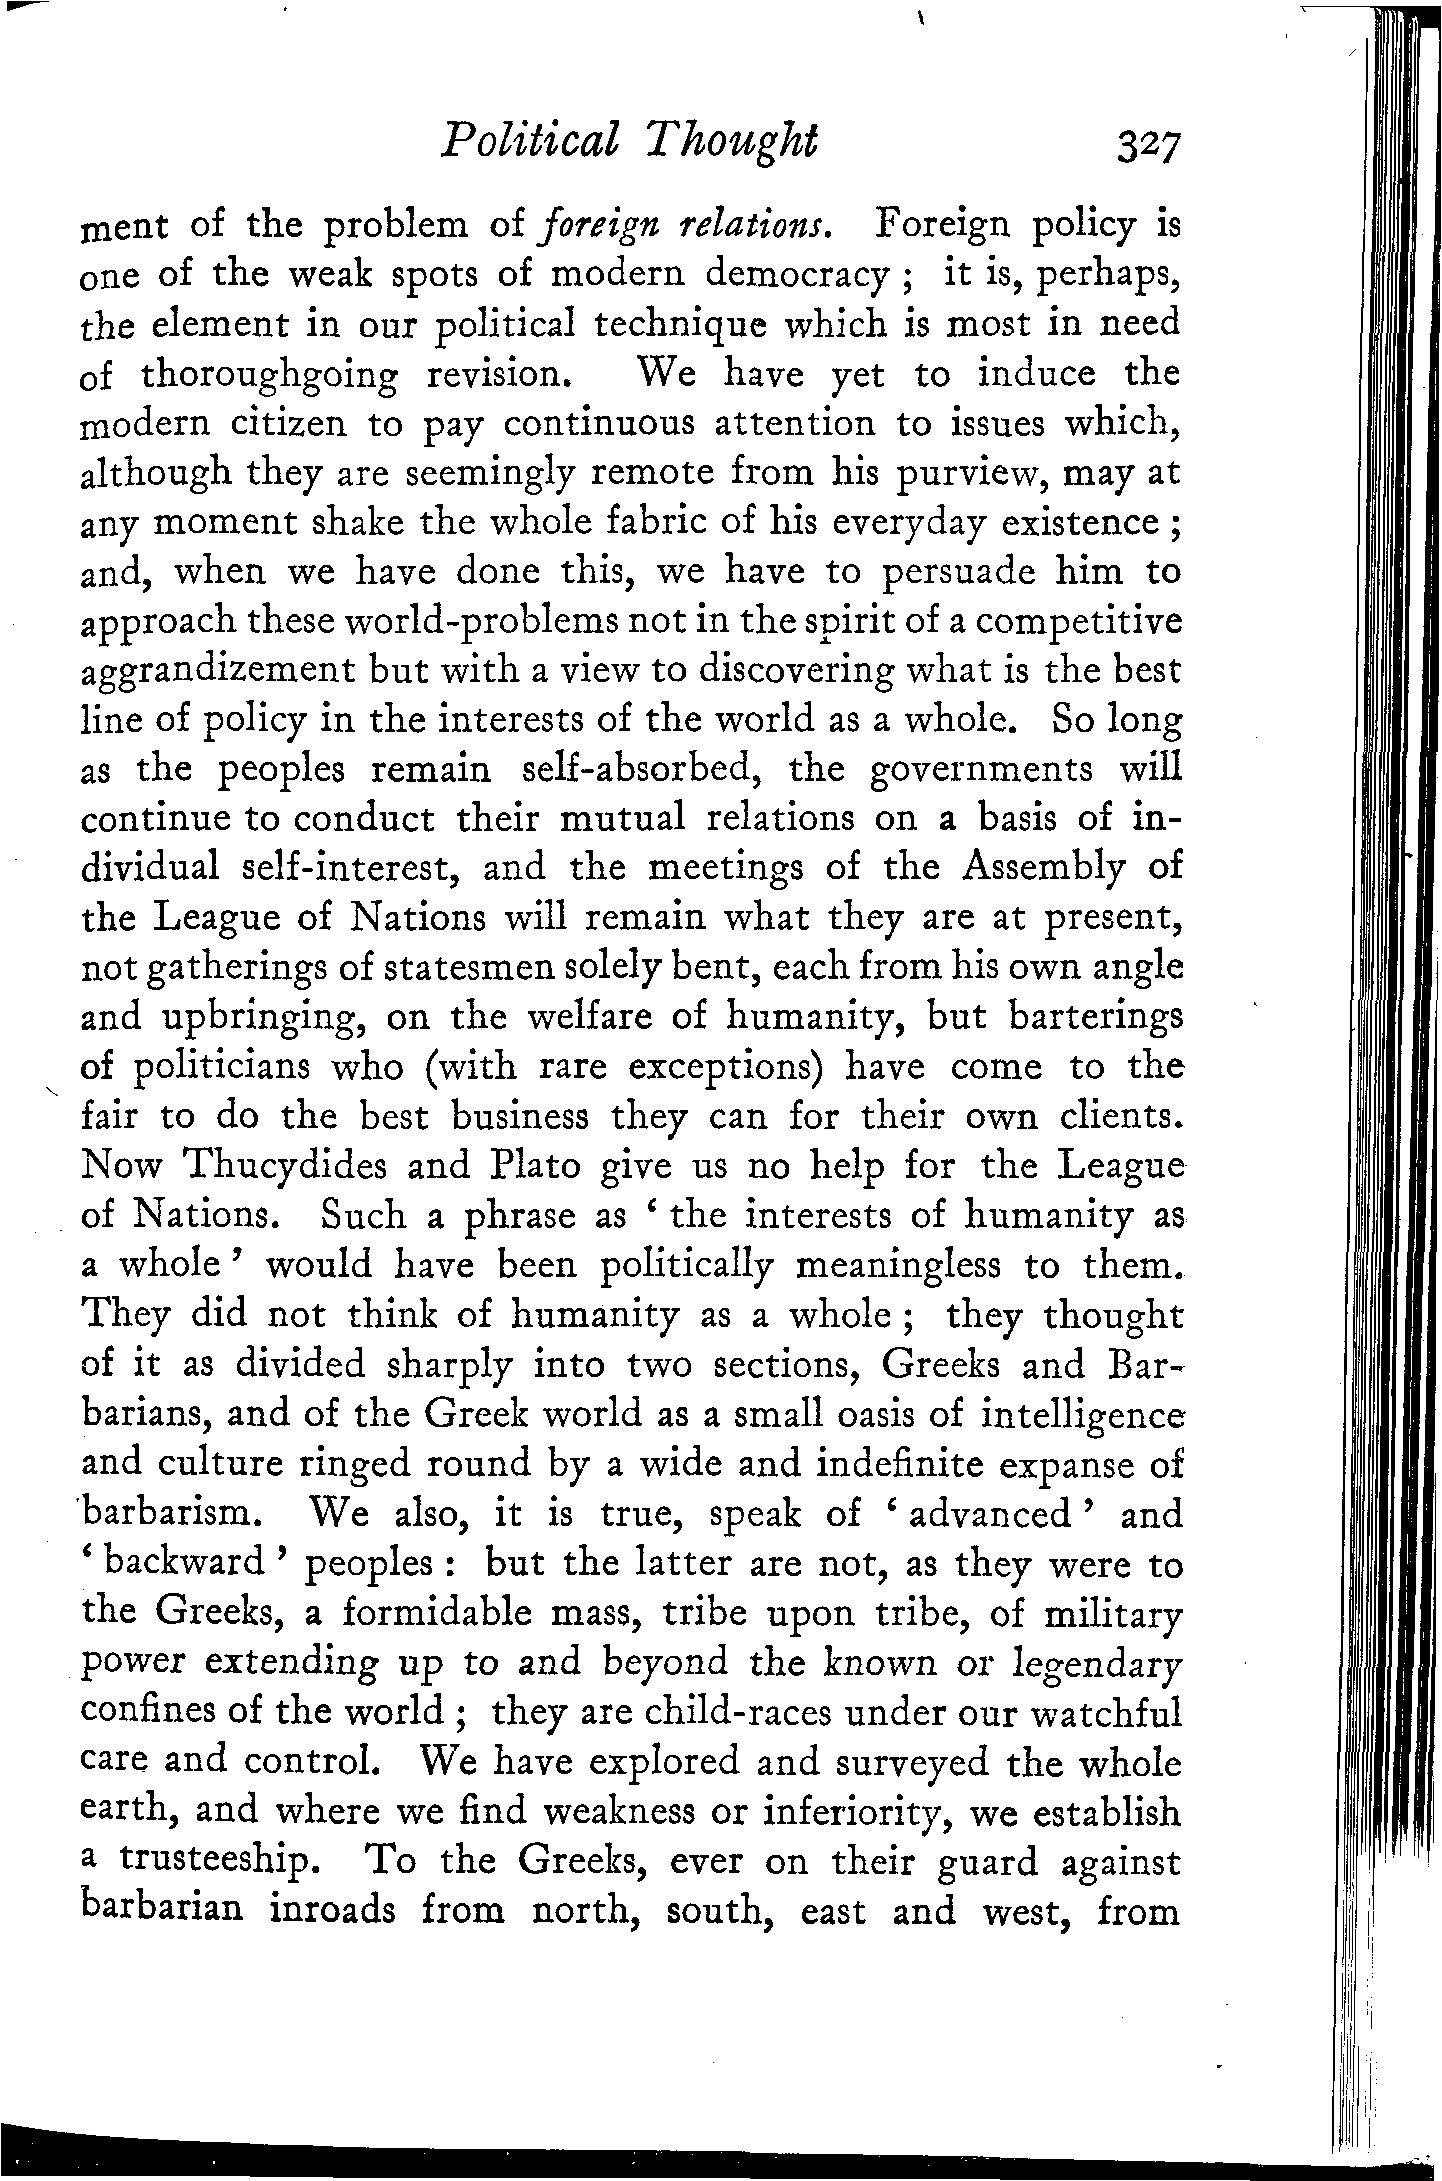 Political Thought 327
ment of the problem of foreign relations. Foreign policy is
one of the weak spots of modern democracy ; it is, perhaps,
the element in our political technique which is most in need
of thoroughgoing revision. We have yet to induce the
modern citizen to pay continuous attention to issues which,
although they are seemingly remote from his purview, may at
any moment shake the whole fabric of his everyday existence ;
and, when we have done this, we have to persuade him to
approach these world-problems not in the spirit of a competitive
aggrandizement but with a view to discovering what is the best
line of policy in the interests of the world as a whole. So long
as the peoples remain self-absorbed, the governments will
continue to conduct their mutual relations on a basis of in-
dividual self-interest, and the meetings of the Assembly of
the League of Nations will remain what they are at present,
not gatherings of statesmen solely bent, each from his own angle
and upbringing, on the welfare of humanity, but barterings
of politicians who (with rare exceptions) have come to the
fair to do the best business they can for their own clients.
Now Thucydides and Plato give us no help for the League
of Nations. Such a phrase as ‘ the interests of humanity as
a whole ’ would have been politically meaningless to them.
They did not think of humanity as a whole ; they thought
of it as divided sharply into two sections, Greeks and Bar-
barians, and of the Greek world as a small oasis of intelligence
and culture ringed round by a wide and indefinite expanse of
barbarism. We also, it is true, speak of ‘ advanced ’ and
‘ backward ’ peoples : but the latter are not, as they were to
the Greeks, a formidable mass, tribe upon tribe, of military
power extending up to and beyond the known or legendary
confines of the world ; they are child-races under our watchful
care and control. We have explored and surveyed the whole
earth, and where we find weakness or inferiority, we establish
a trusteeship. To the Greeks, ever on their guard against
barbarian inroads from north, south, east and west, from